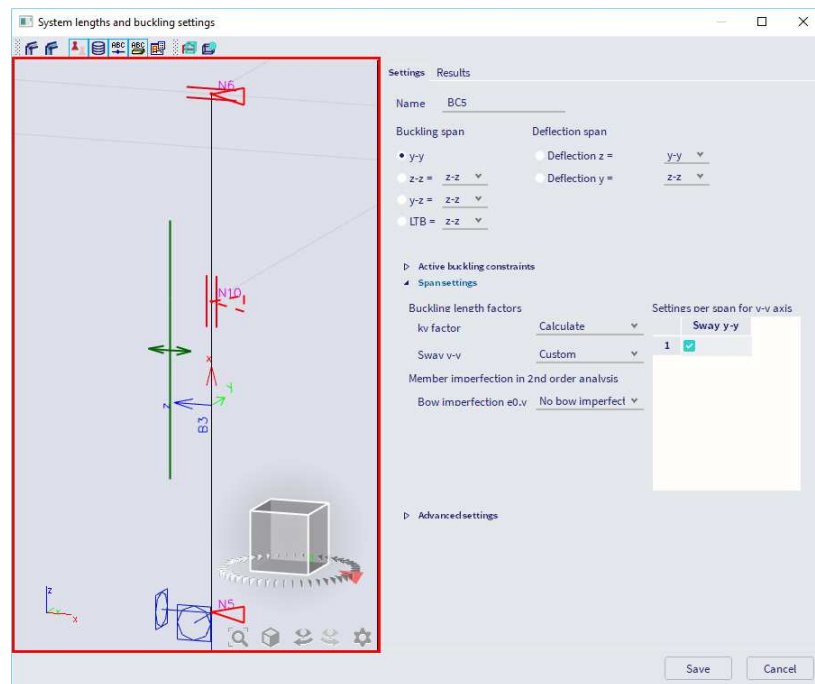 System lengths and buckling settings
ABC
ABC
Settings Results
Name BC5
Buckling span Deflection span
y-y Deflection z = y-y
z-z = z-z Deflection y = z-z
y-z = z-z
LTB = z-z
Active buckling constraints
Span settings
Buckling length factors Settings per span for y-y axis
ky factor Calculate Sway y-y
1
Sway y-y Custom
Member imperfection in 2nd order analysis
Bow imperfection e0,y No bow imperfect
Advanced settings
N6
N10
x
y
z
B3
N5
z
y
x
Save Cancel